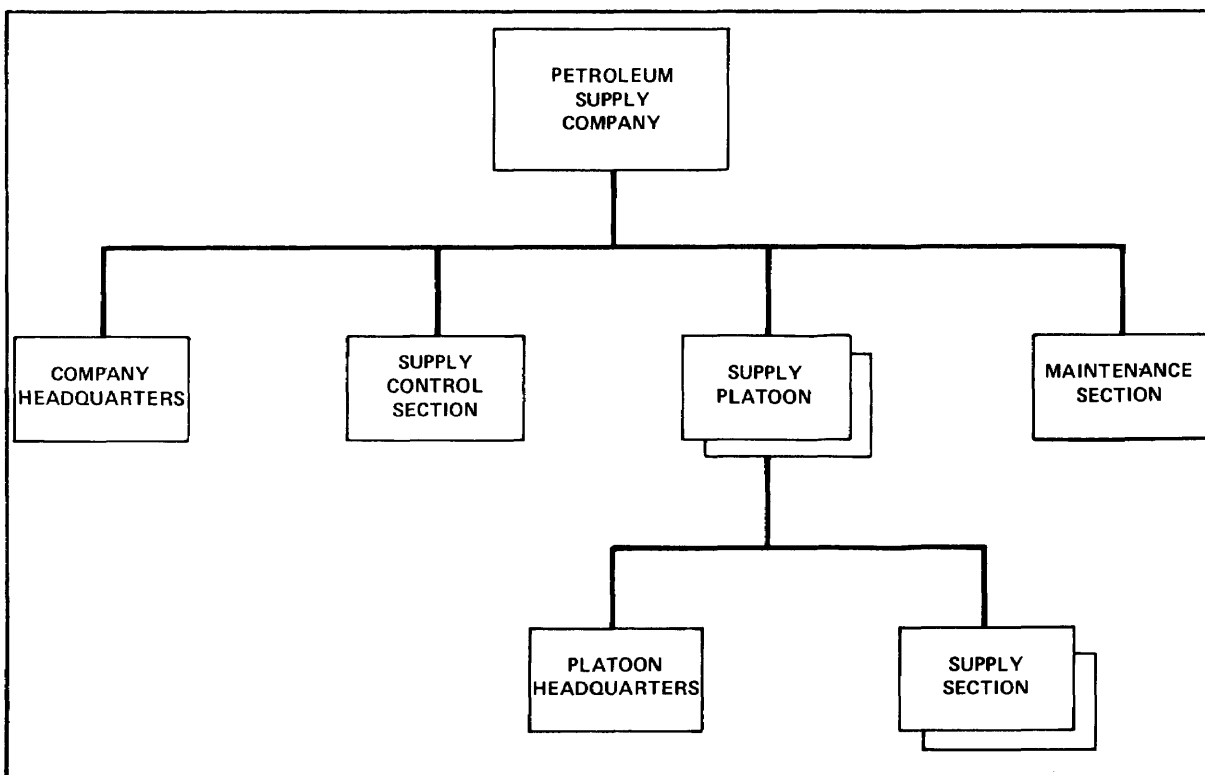 PETROLEUM
SUPPLY
COMPANY
COMPANY
HEADQUARTERS
SUPPLY
CONTROL
SECTION
SUPPLY
PLATOON
MAINTENANCE
SECTION
PLATOON
HEADQUARTERS
SUPPLY
SECTION